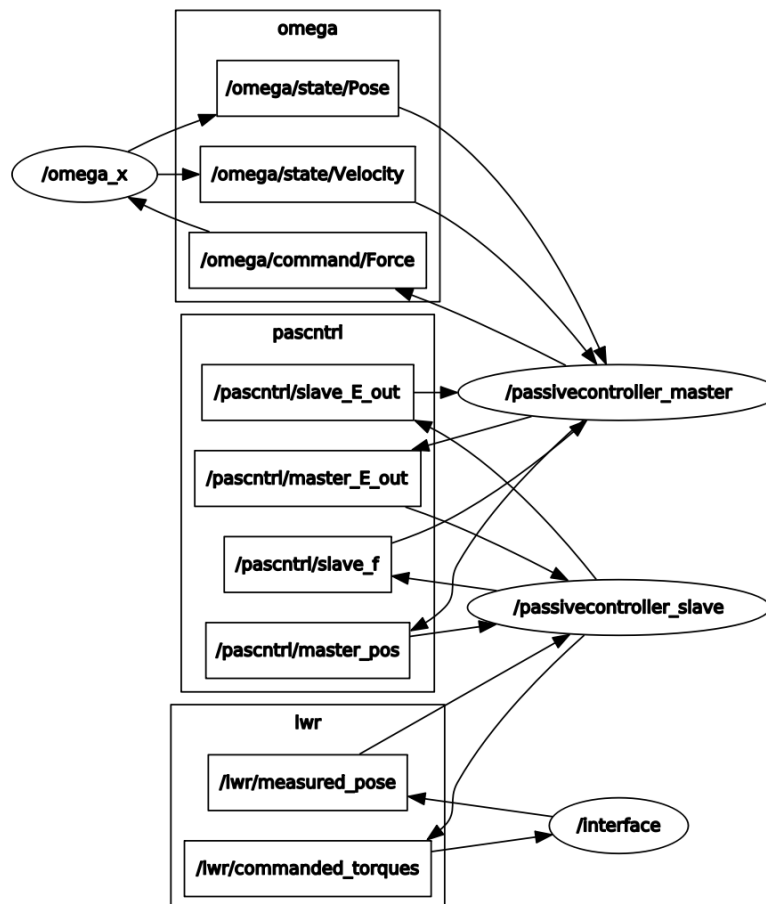 omega
/omega/state/Pose
/omega_x
/omega/state/Velocity
/omega/command/Force
pascntrl
/pascntrl/slave_E_out
/passivecontroller_master
/pascntrl/master_E_out
/pascntrl/slave_f
/passivecontroller_slave
/pascntrl/master_pos
lwr
/lwr/measured_pose
/interface
/lwr/commanded_torques